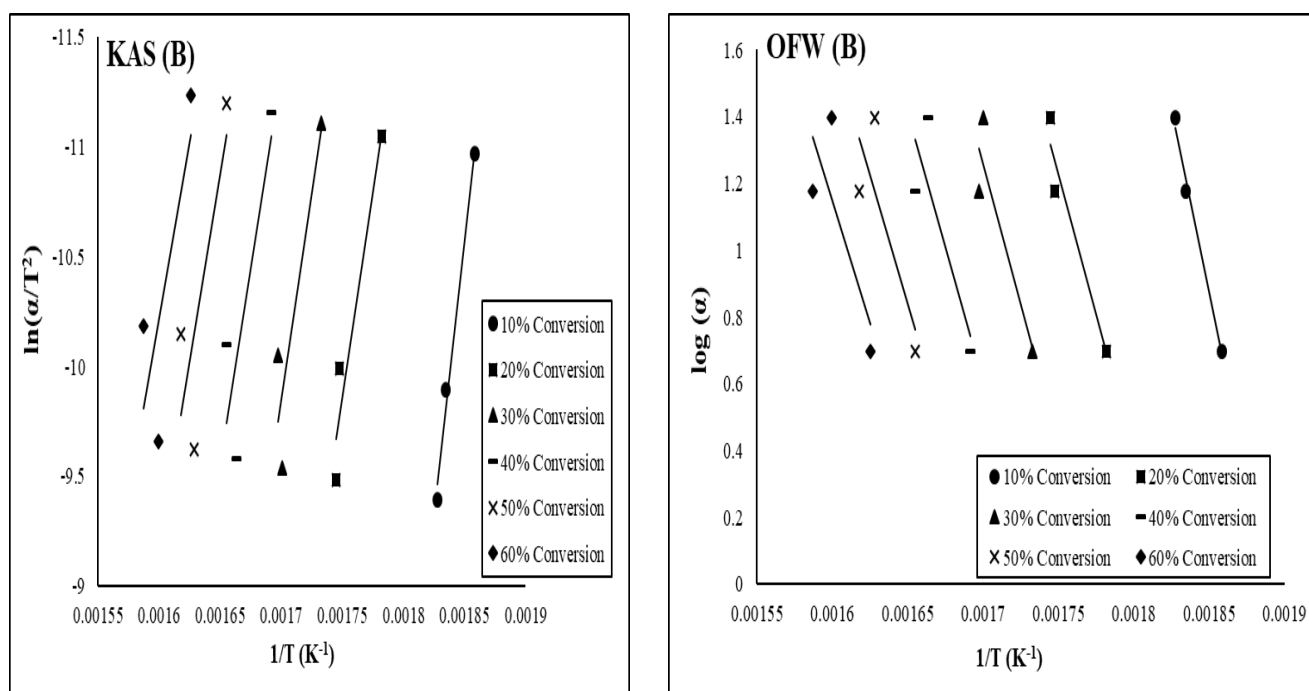 KAS (B)
-11.5
-11
-10.5
-10
-9.5
-9
ln(α/T²)
0.00155 0.0016 0.00165 0.0017 0.00175 0.0018 0.00185 0.0019
1/T (K⁻¹)
10% Conversion
20% Conversion
30% Conversion
40% Conversion
50% Conversion
60% Conversion
OFW (B)
1.6
1.4
1.2
1
0.8
0.6
0.4
0.2
0
log (α)
0.00155 0.0016 0.00165 0.0017 0.00175 0.0018 0.00185 0.0019
1/T (K⁻¹)
10% Conversion 20% Conversion
30% Conversion 40% Conversion
50% Conversion 60% Conversion